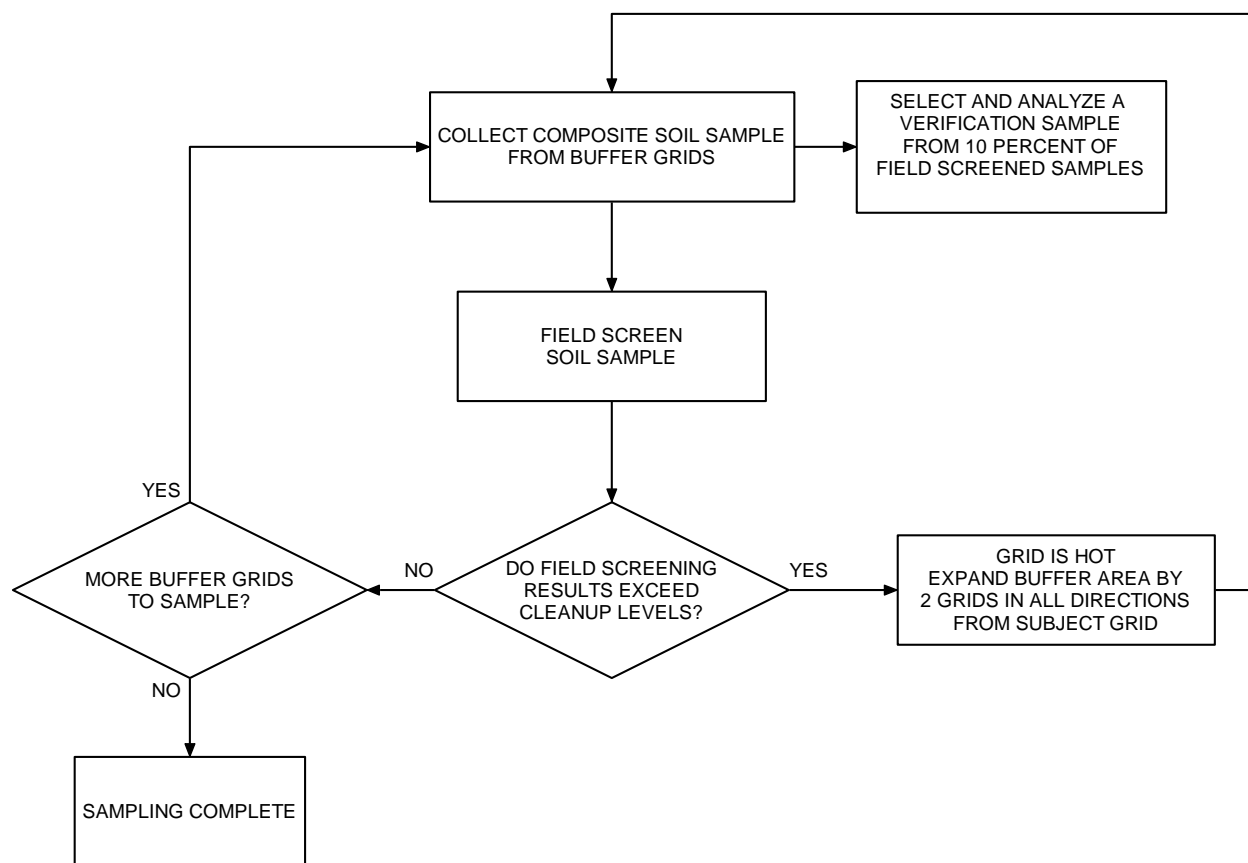 COLLECT COMPOSITE SOIL SAMPLE
FROM BUFFER GRIDS
SELECT AND ANALYZE A
VERIFICATION SAMPLE
FROM 10 PERCENT OF
FIELD SCREENED SAMPLES
FIELD SCREEN
SOIL SAMPLE
YES
MORE BUFFER GRIDS
TO SAMPLE?
NO
DO FIELD SCREENING
RESULTS EXCEED
CLEANUP LEVELS?
YES
GRID IS HOT
EXPAND BUFFER AREA BY
2 GRIDS IN ALL DIRECTIONS
FROM SUBJECT GRID
NO
SAMPLING COMPLETE